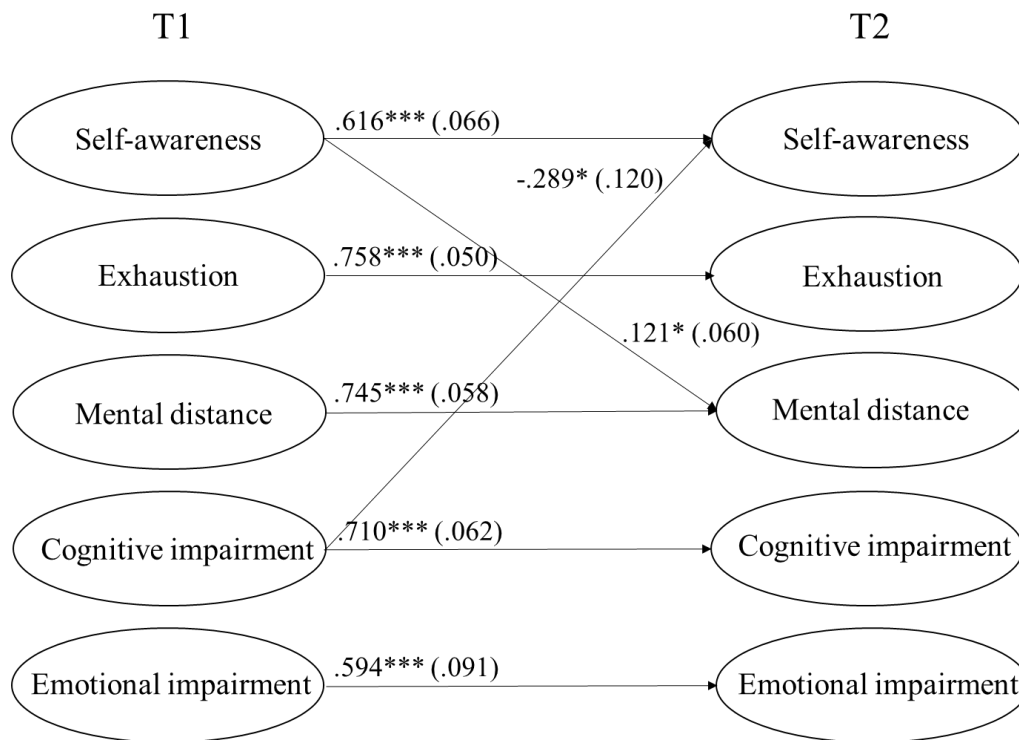 T1 T2
Self-awareness .616*** (.066) Self-awareness
-.289* (.120)
Exhaustion .758*** (.050) Exhaustion
.121* (.060)
Mental distance .745*** (.058) Mental distance
Cognitive impairment .710*** (.062) Cognitive impairment
Emotional impairment .594*** (.091) Emotional impairment